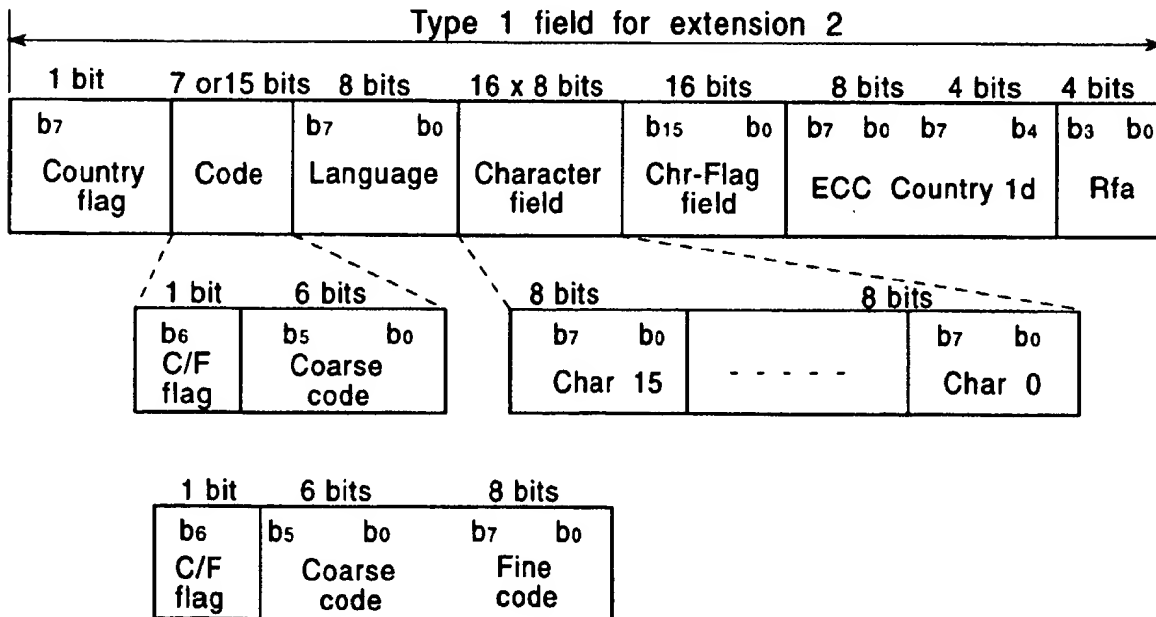 Type 1 field for extension 2
1 bit 7 or15 bits 8 bits 16 x 8 bits 16 bits 8 bits 4 bits 4 bits
b7 b7 b0 b15 b0 b7 b0 b7 b4 b3 b0
Country flag Code Language Character field Chr-Flag field ECC Country 1d Rfa
1 bit 6 bits 8 bits 8 bits
b6 b5 b0 b7 b0 b7 b0
C/F flag Coarse code Char 15 - - - - - Char 0
1 bit 6 bits 8 bits
b6 b5 b0 b7 b0
C/F flag Coarse code Fine code